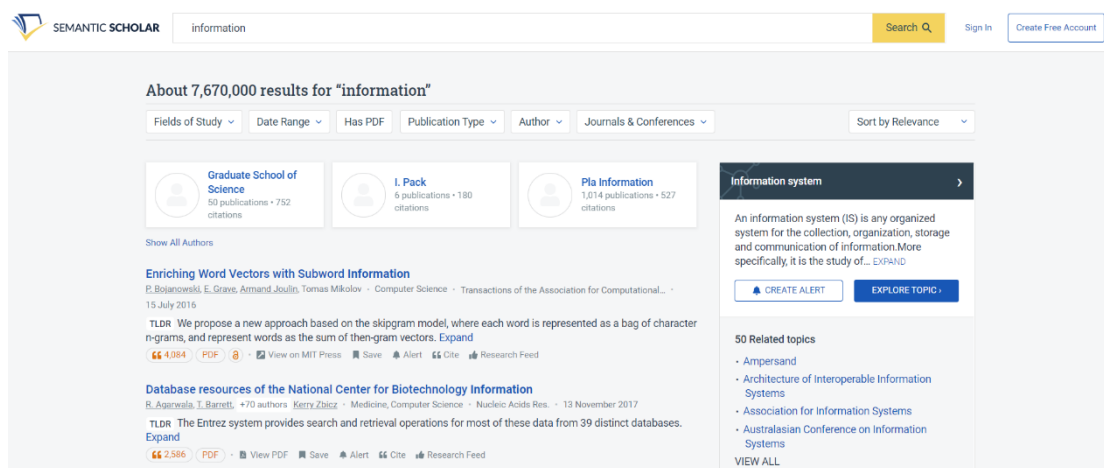 SEMANTIC SCHOLAR
information
Search
Sign In
Create Free Account
About 7,670,000 results for “information”
Fields of Study
Date Range
Has PDF
Publication Type
Author
Journals & Conferences
Sort by Relevance
Graduate School of
Science
50 publications • 752
citations
I. Pack
6 publications • 180
citations
Pla Information
1,014 publications • 527
citations
Show All Authors
Enriching Word Vectors with Subword Information
P. Bojanowski, E. Grave, Armand Joulin, Tomas Mikolov · Computer Science · Transactions of the Association for Computational... ·
15 July 2016
TLDR We propose a new approach based on the skipgram model, where each word is represented as a bag of character
n-grams, and represent words as the sum of then-gram vectors. Expand
4,084 PDF · View on MIT Press Save Alert Cite Research Feed
Database resources of the National Center for Biotechnology Information
R. Agarwala, T. Barrett, +70 authors Kerry Zbicz · Medicine, Computer Science · Nucleic Acids Res. · 13 November 2017
TLDR The Entrez system provides search and retrieval operations for most of these data from 39 distinct databases.
Expand
2,586 PDF · View PDF Save Alert Cite Research Feed
Information system
An information system (IS) is any organized
system for the collection, organization, storage
and communication of information.More
specifically, it is the study of... EXPAND
CREATE ALERT
EXPLORE TOPIC ›
50 Related topics
• Ampersand
• Architecture of Interoperable Information
Systems
• Association for Information Systems
• Australasian Conference on Information
Systems
VIEW ALL